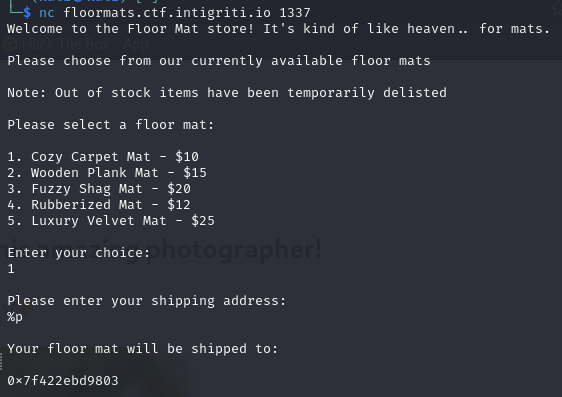 └─$ nc floormats.ctf.intigriti.io 1337
Welcome to the Floor Mat store! It's kind of like heaven.. for mats.
Please choose from our currently available floor mats
Note: Out of stock items have been temporarily delisted
Please select a floor mat:
1. Cozy Carpet Mat - $10
2. Wooden Plank Mat - $15
3. Fuzzy Shag Mat - $20
4. Rubberized Mat - $12
5. Luxury Velvet Mat - $25
Enter your choice:
1
Please enter your shipping address:
%p
Your floor mat will be shipped to:
0×7f422ebd9803